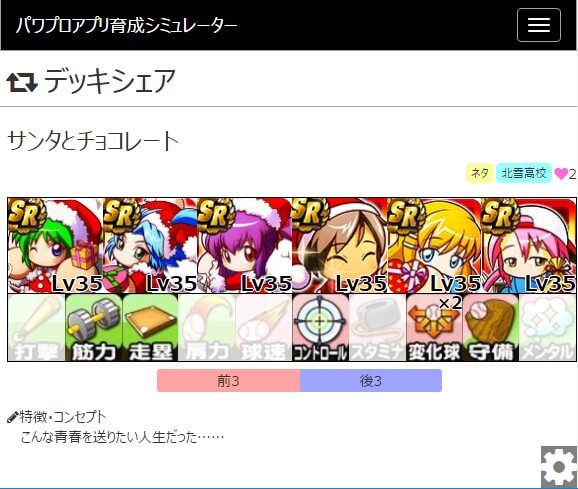 パワプロアプリ育成シミュレーター
デッキシェア
サンタとチョコレート
ネタ 北雪高校 2
SR SR SR SR SR SR
Lv35 Lv35 Lv35 Lv35 Lv35 Lv35
×2
打撃 筋力 走塁 肩力 球速 コントロール スタミナ 変化球 守備 メンタル
前3 後3
特徴・コンセプト
こんな青春を送りたい人生だった……